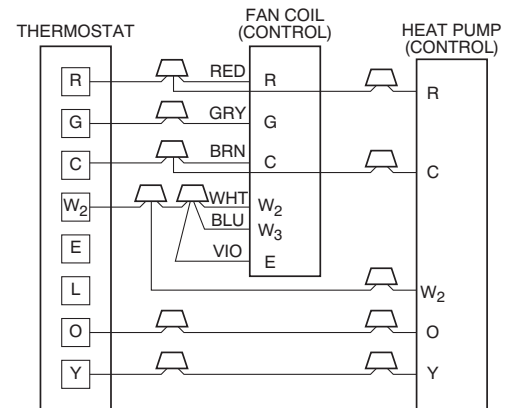 THERMOSTAT
FAN COIL
(CONTROL)
HEAT PUMP
(CONTROL)
R
RED
R
R
G
GRY
G
C
BRN
C
C
W₂
WHT
W₂
BLU
W₃
E
VIO
E
L
W₂
O
O
Y
Y